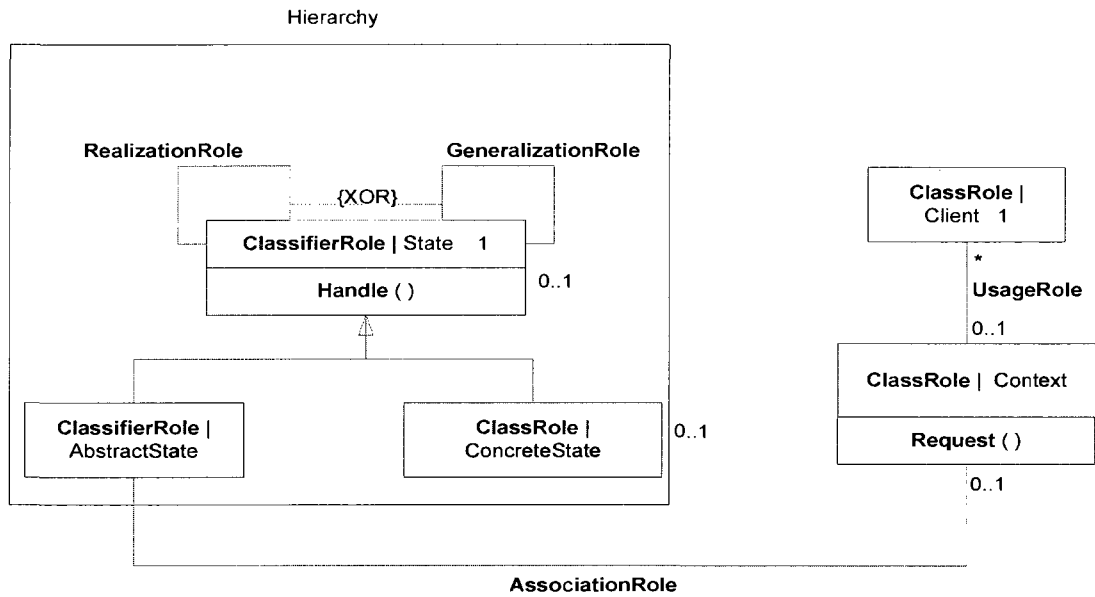 Hierarchy
RealizationRole
GeneralizationRole
{XOR}
ClassifierRole | State 1
Handle ( )
0..1
ClassifierRole |
AbstractState
ClassRole |
ConcreteState
0..1
ClassRole |
Client 1
*
UsageRole
0..1
ClassRole | Context
Request ( )
0..1
AssociationRole